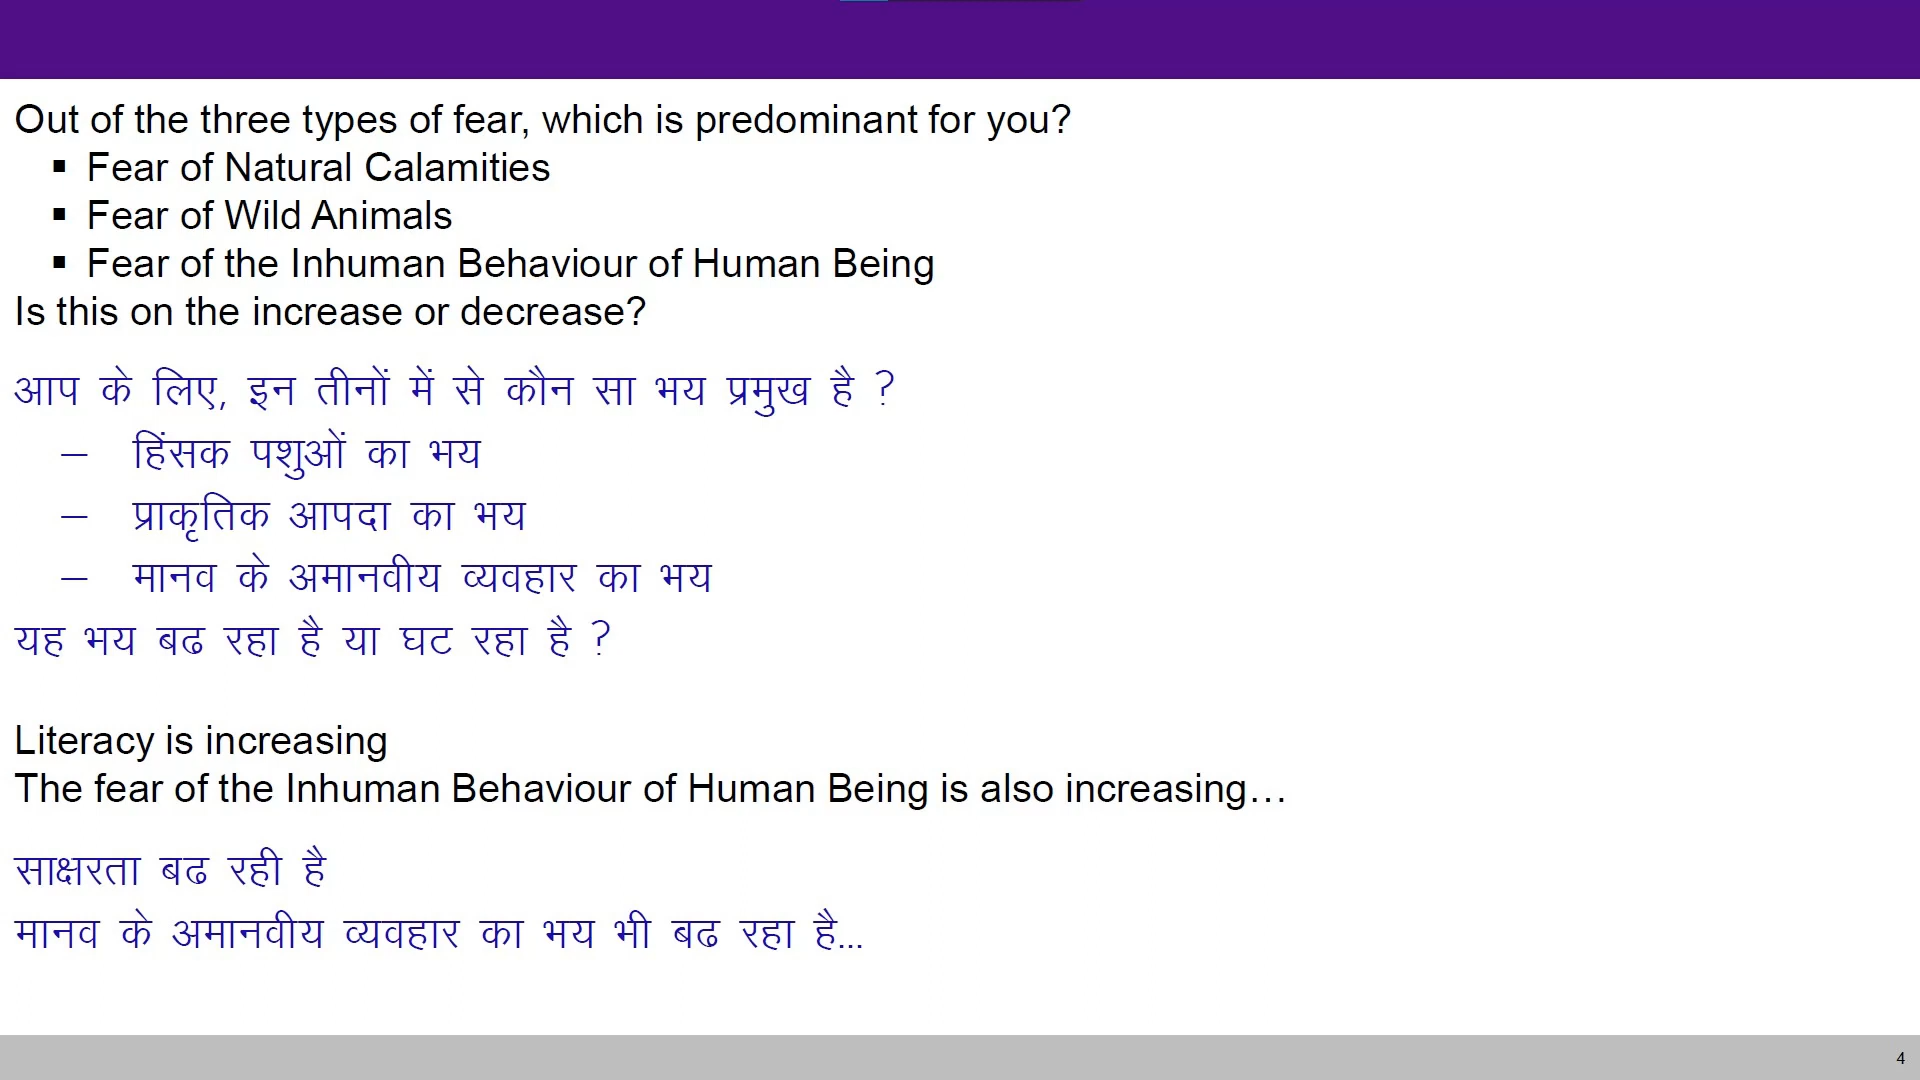 Out of the three types of fear, which is predominant for you?
▪ Fear of Natural Calamities
▪ Fear of Wild Animals
▪ Fear of the Inhuman Behaviour of Human Being
Is this on the increase or decrease?
आप के लिए, इन तीनों में से कौन सा भय प्रमुख है ?
– हिंसक पशुओं का भय
– प्राकृतिक आपदा का भय
– मानव के अमानवीय व्यवहार का भय
यह भय बढ रहा है या घट रहा है ?
Literacy is increasing
The fear of the Inhuman Behaviour of Human Being is also increasing…
साक्षरता बढ रही है
मानव के अमानवीय व्यवहार का भय भी बढ रहा है...
4